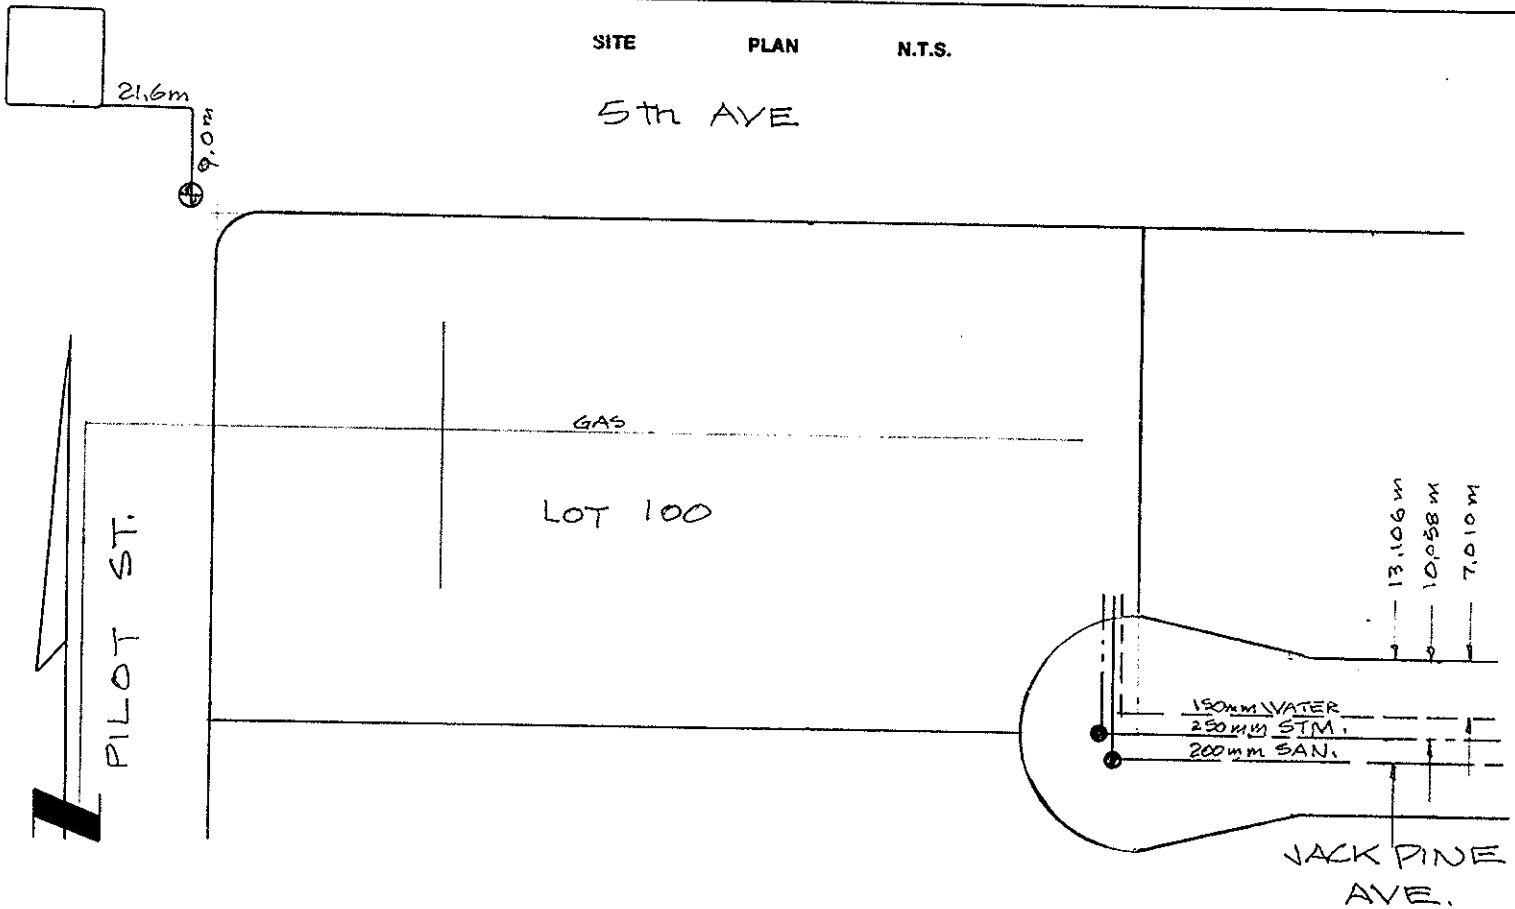 SITE PLAN N.T.S.
21.6m
5th AVE
9.0m
GAS
LOT 100
PILOT ST.
13.106m
10.058m
7.010m
150mm WATER
250mm STM.
200mm SAN.
JACK PINE
AVE.